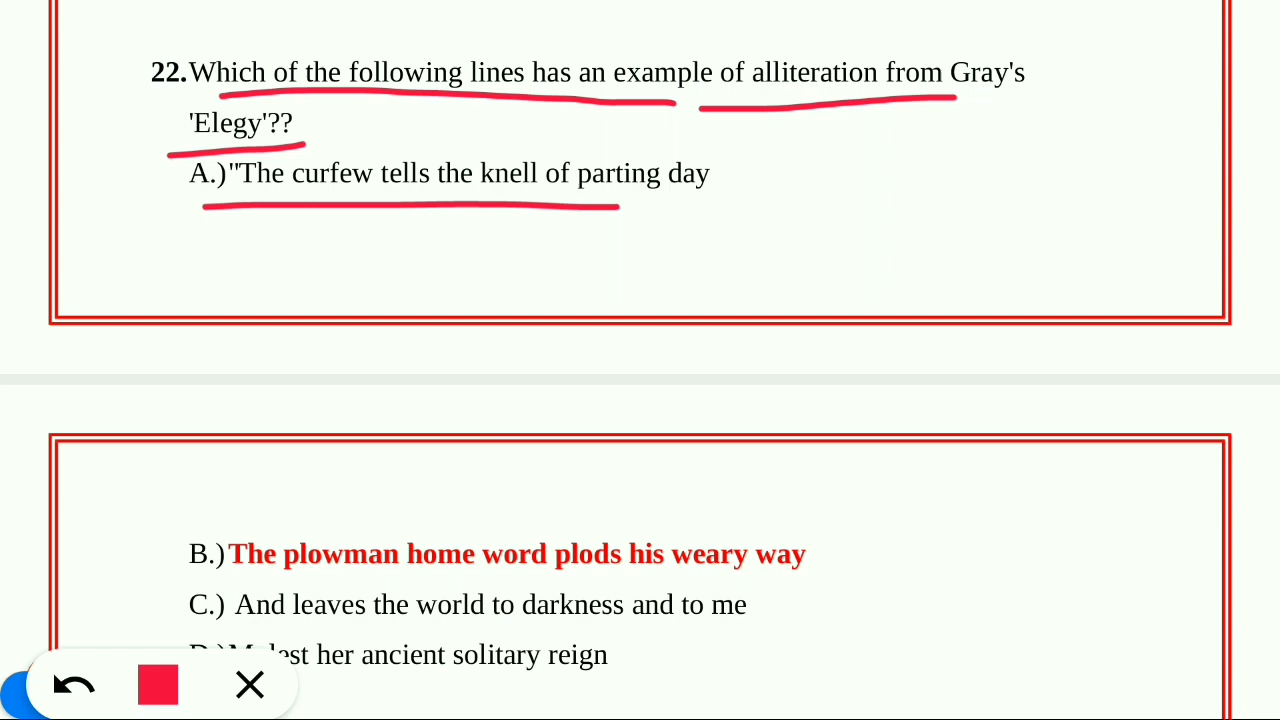 22.Which of the following lines has an example of alliteration from Gray's
'Elegy'??
A.)"The curfew tells the knell of parting day
B.)The plowman home word plods his weary way
C.) And leaves the world to darkness and to me
her ancient solitary reign